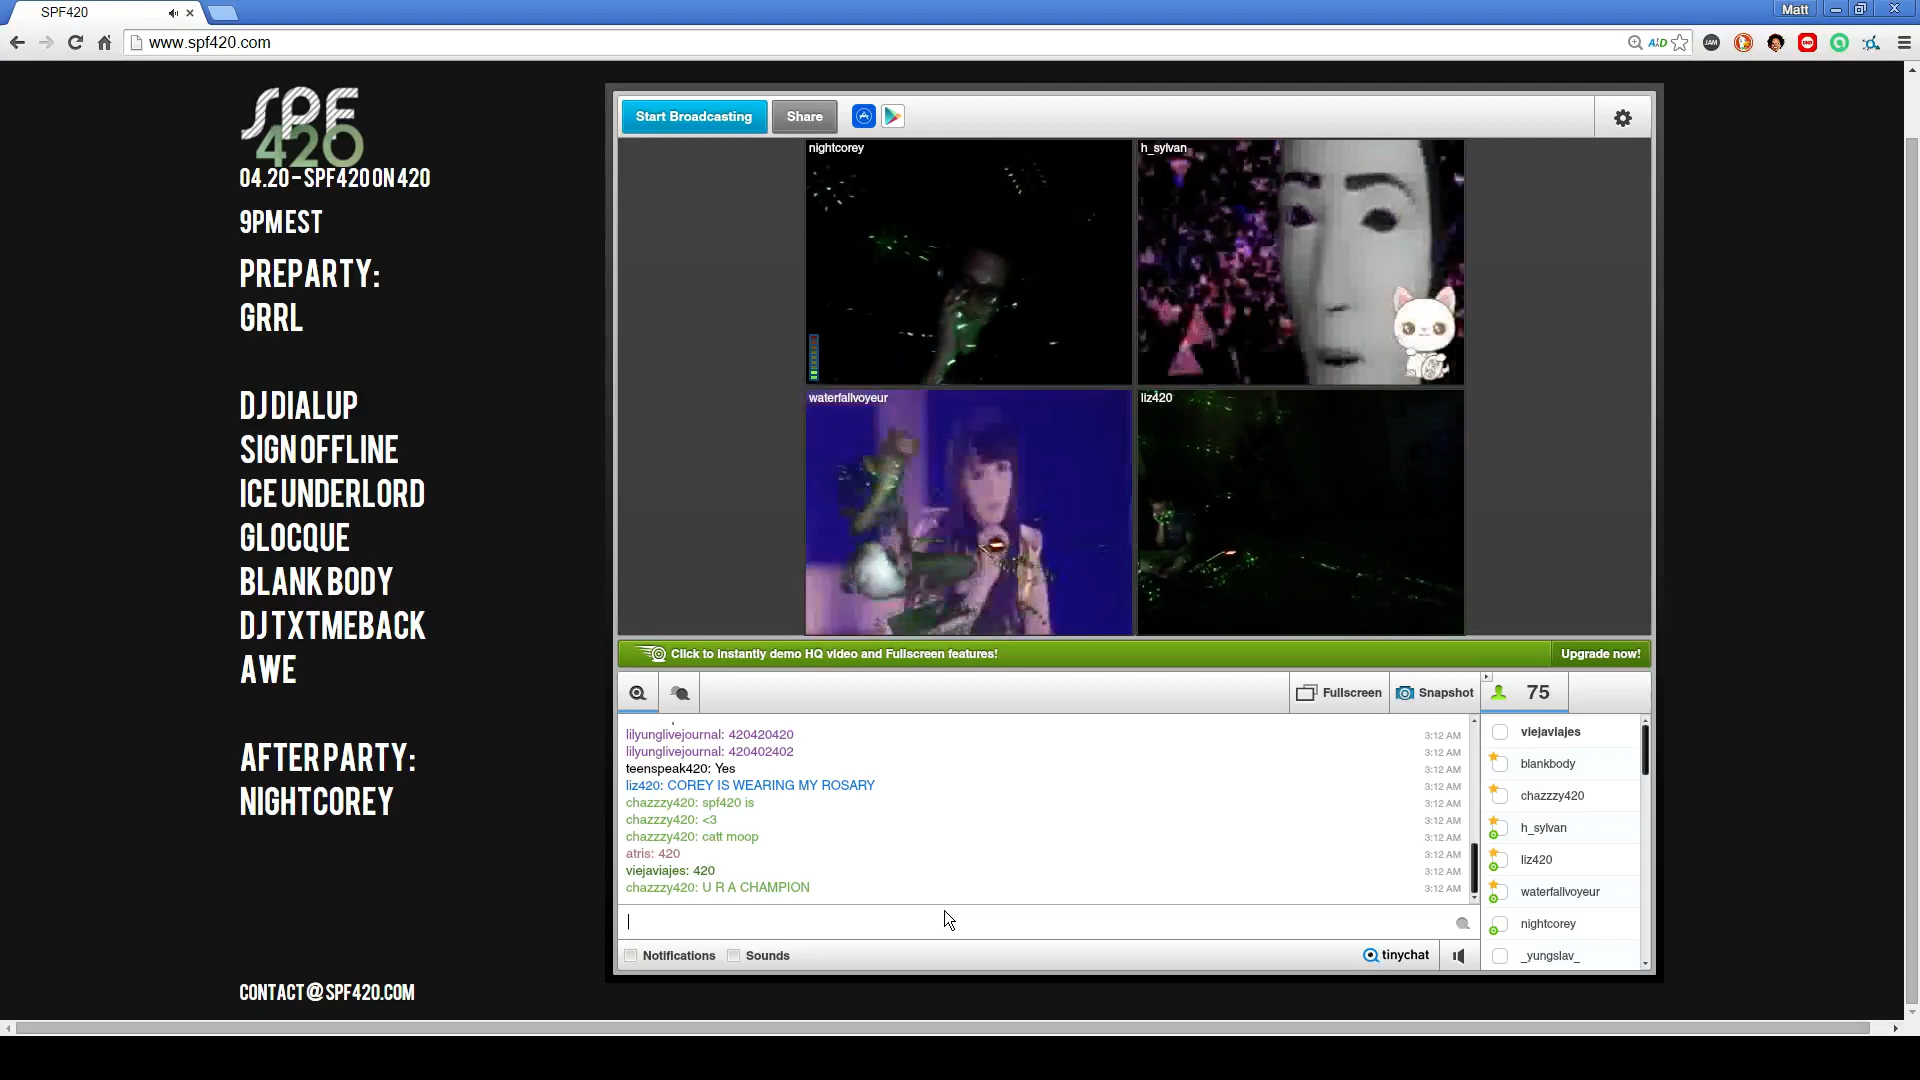 SPF420
Matt
www.spf420.com
SPF
420
04.20 - SPF420 ON 420
9PM EST
PREPARTY:
GRRL
DJ DIALUP
SIGN OFFLINE
ICE UNDERLORD
GLOCQUE
BLANK BODY
DJ TXTMEBACK
AWE
AFTER PARTY:
NIGHTCOREY
CONTACT@SPF420.COM
Start Broadcasting
Share
nightcorey
h_sylvan
waterfallvoyeur
liz420
Click to instantly demo HQ video and Fullscreen features!
Upgrade now!
Fullscreen
Snapshot
75
lilyunglivejournal: 420420420 3:12 AM
lilyunglivejournal: 420402402 3:12 AM
teenspeak420: Yes 3:12 AM
liz420: COREY IS WEARING MY ROSARY 3:12 AM
chazzzy420: spf420 is 3:12 AM
chazzzy420: <3 3:12 AM
chazzzy420: catt moop 3:12 AM
atris: 420 3:12 AM
viejaviajes: 420 3:12 AM
chazzzy420: U R A CHAMPION 3:12 AM
viejaviajes
blankbody
chazzzy420
h_sylvan
liz420
waterfallvoyeur
nightcorey
_yungslav_
Notifications
Sounds
tinychat